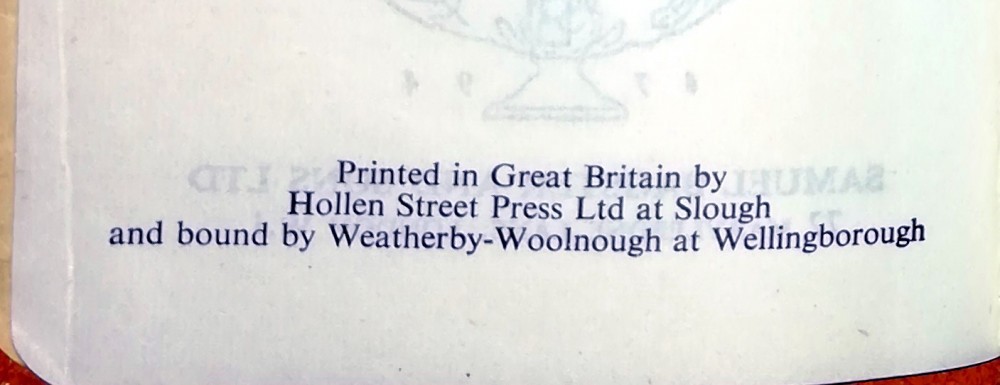 Printed in Great Britain by
Hollen Street Press Ltd at Slough
and bound by Weatherby-Woolnough at Wellingborough